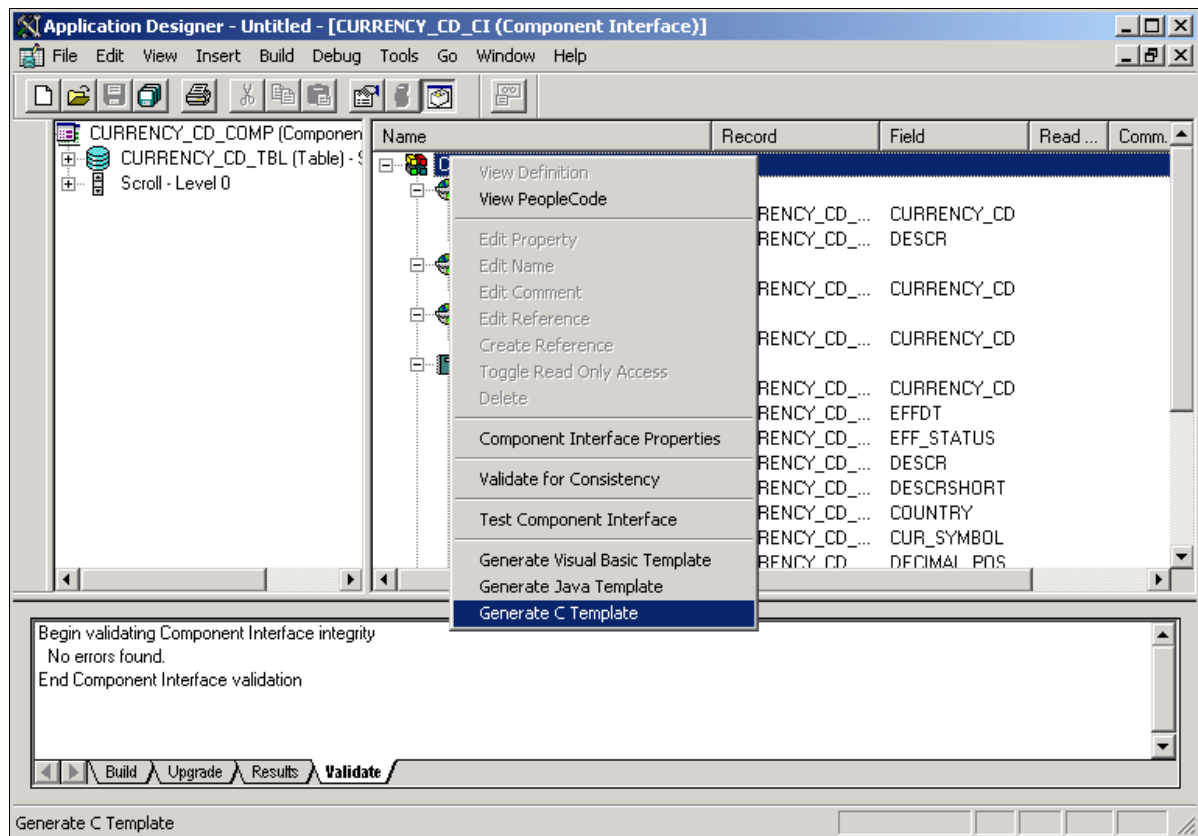 Application Designer - Untitled - [CURRENCY_CD_CI (Component Interface)]
File Edit View Insert Build Debug Tools Go Window Help
CURRENCY_CD_COMP (Componen
CURRENCY_CD_TBL (Table) - S
Scroll - Level 0
Name Record Field Read ... Comm.
C
View Definition
View PeopleCode
Edit Property
Edit Name
Edit Comment
Edit Reference
Create Reference
Toggle Read Only Access
Delete
Component Interface Properties
Validate for Consistency
Test Component Interface
Generate Visual Basic Template
Generate Java Template
Generate C Template
RENCY_CD_... CURRENCY_CD
RENCY_CD_... DESCR
RENCY_CD_... CURRENCY_CD
RENCY_CD_... CURRENCY_CD
RENCY_CD_... CURRENCY_CD
RENCY_CD_... EFFDT
RENCY_CD_... EFF_STATUS
RENCY_CD_... DESCR
RENCY_CD_... DESCRSHORT
RENCY_CD_... COUNTRY
RENCY_CD_... CUR_SYMBOL
RENCY_CD DECIMAL_POS
Begin validating Component Interface integrity
No errors found.
End Component Interface validation
Build Upgrade Results Validate
Generate C Template